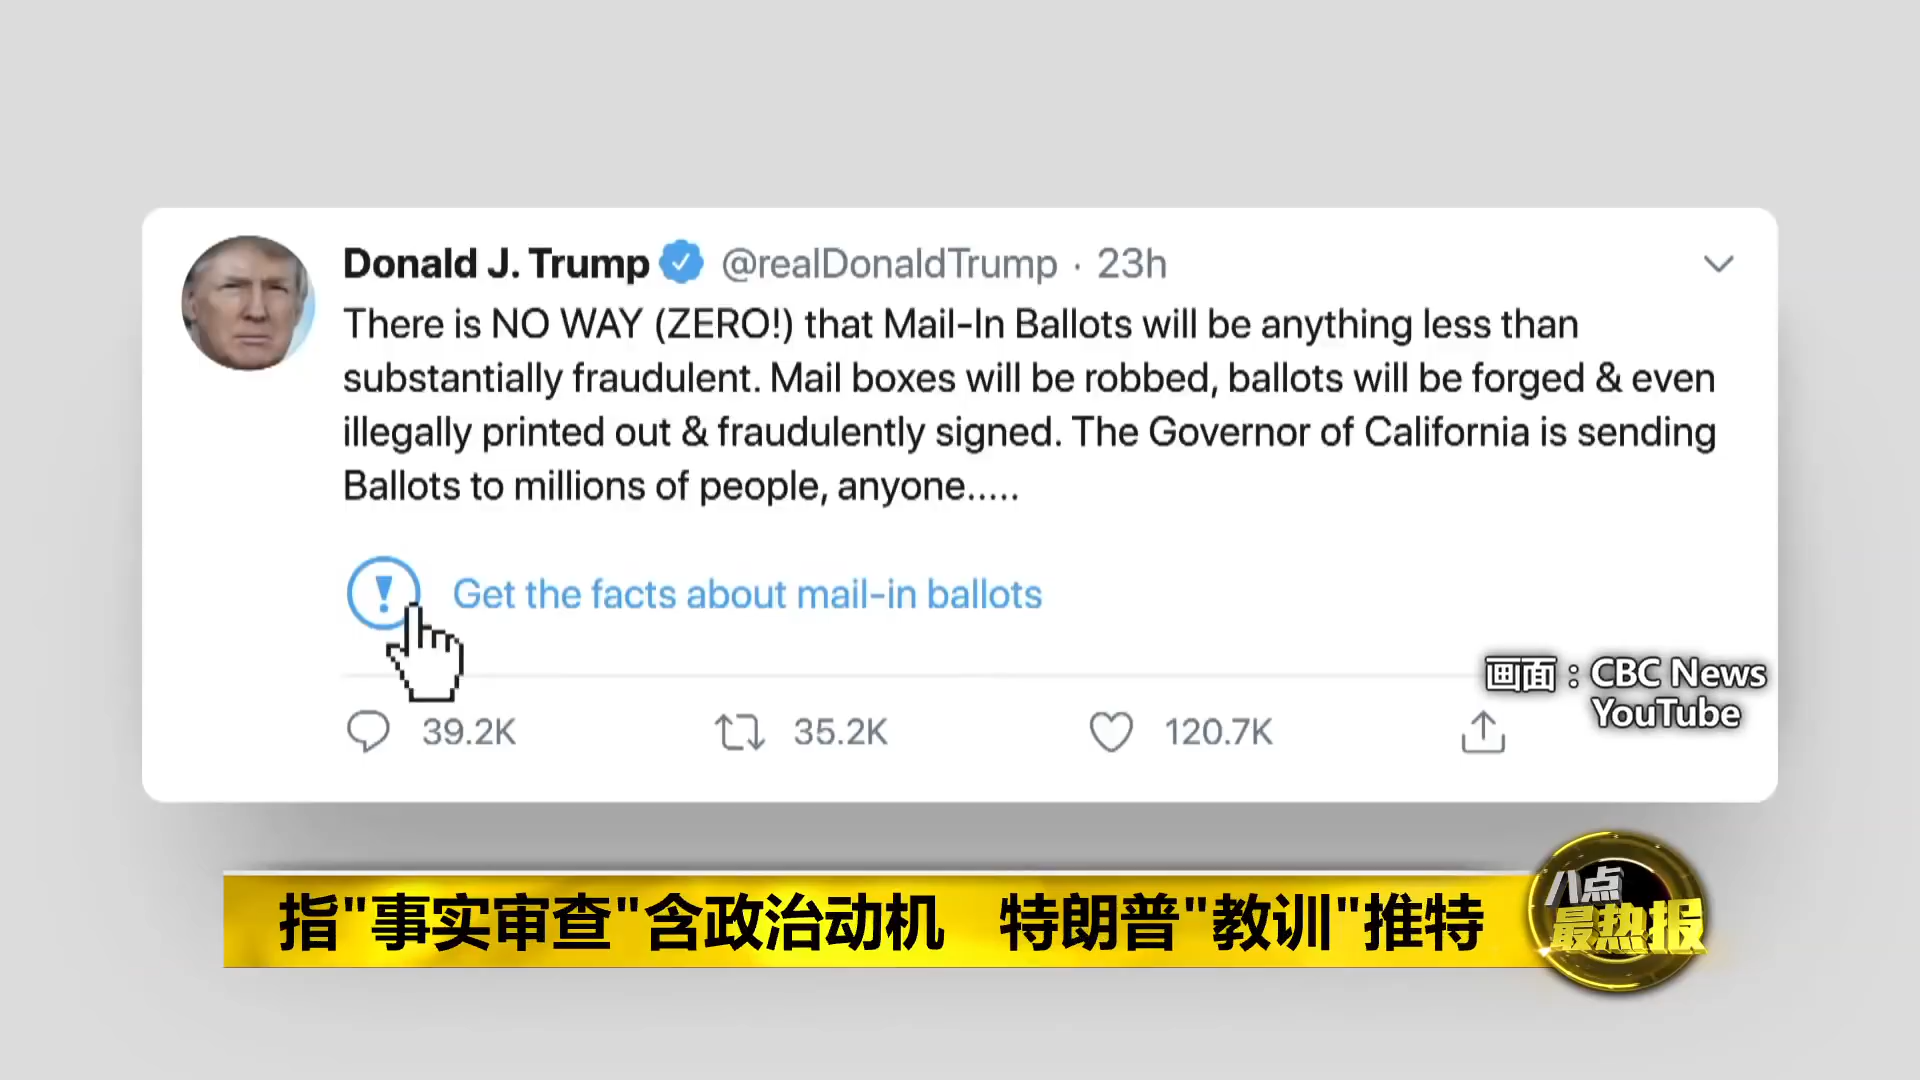 Donald J. Trump @realDonaldTrump · 23h
There is NO WAY (ZERO!) that Mail-In Ballots will be anything less than
substantially fraudulent. Mail boxes will be robbed, ballots will be forged & even
illegally printed out & fraudulently signed. The Governor of California is sending
Ballots to millions of people, anyone.....
Get the facts about mail-in ballots
画面：CBC News
YouTube
39.2K 35.2K 120.7K
指"事实审查"含政治动机 特朗普"教训"推特
八点
最热报